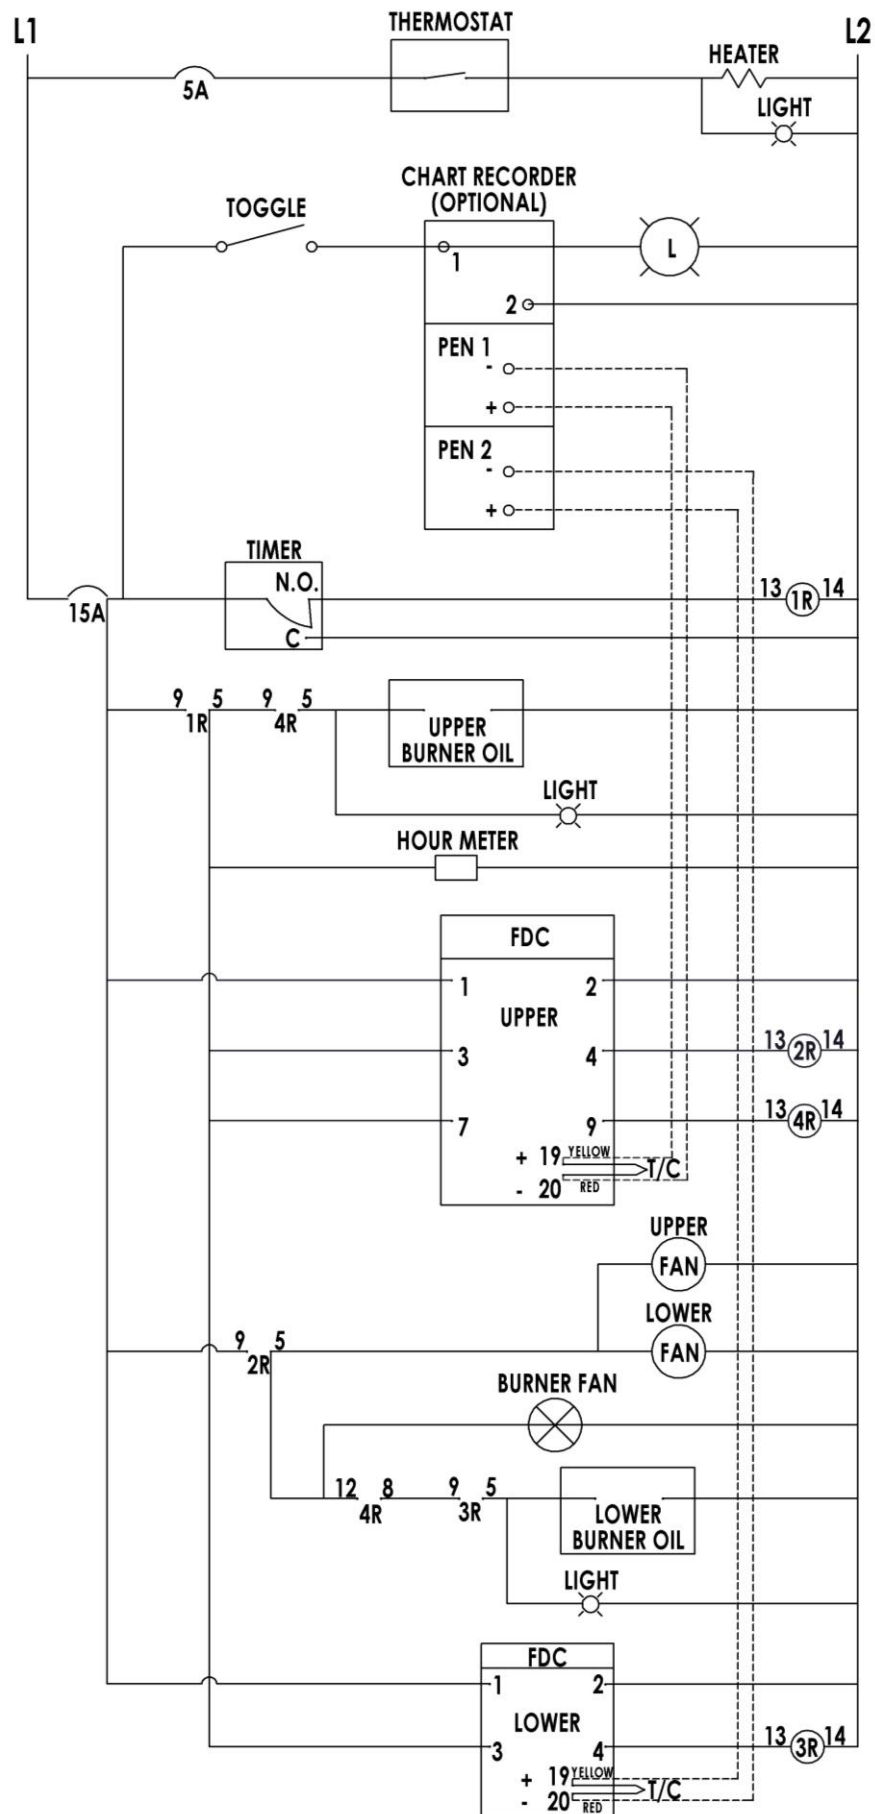 L1
THERMOSTAT
L2
HEATER
5A
LIGHT
CHART RECORDER
(OPTIONAL)
TOGGLE
1
L
2
PEN 1
-
+
PEN 2
-
+
TIMER
N.O.
15A
13 1R 14
C
9 5 9 5
1R 4R
UPPER
BURNER OIL
LIGHT
HOUR METER
FDC
1 2
UPPER
3 4
13 2R 14
7 9
13 4R 14
+ 19 YELLOW
T/C
- 20 RED
UPPER
FAN
LOWER
FAN
9 5
2R
BURNER FAN
12 8 9 5
4R 3R
LOWER
BURNER OIL
LIGHT
FDC
1 2
LOWER
3 4
13 3R 14
+ 19 YELLOW
T/C
- 20 RED